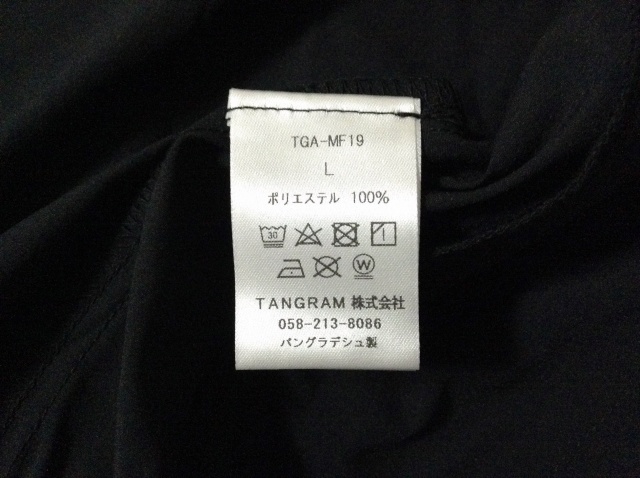 TGA-MF19
L
ポリエステル 100%
30
W
TANGRAM 株式会社
058-213-8086
バングラデシュ製